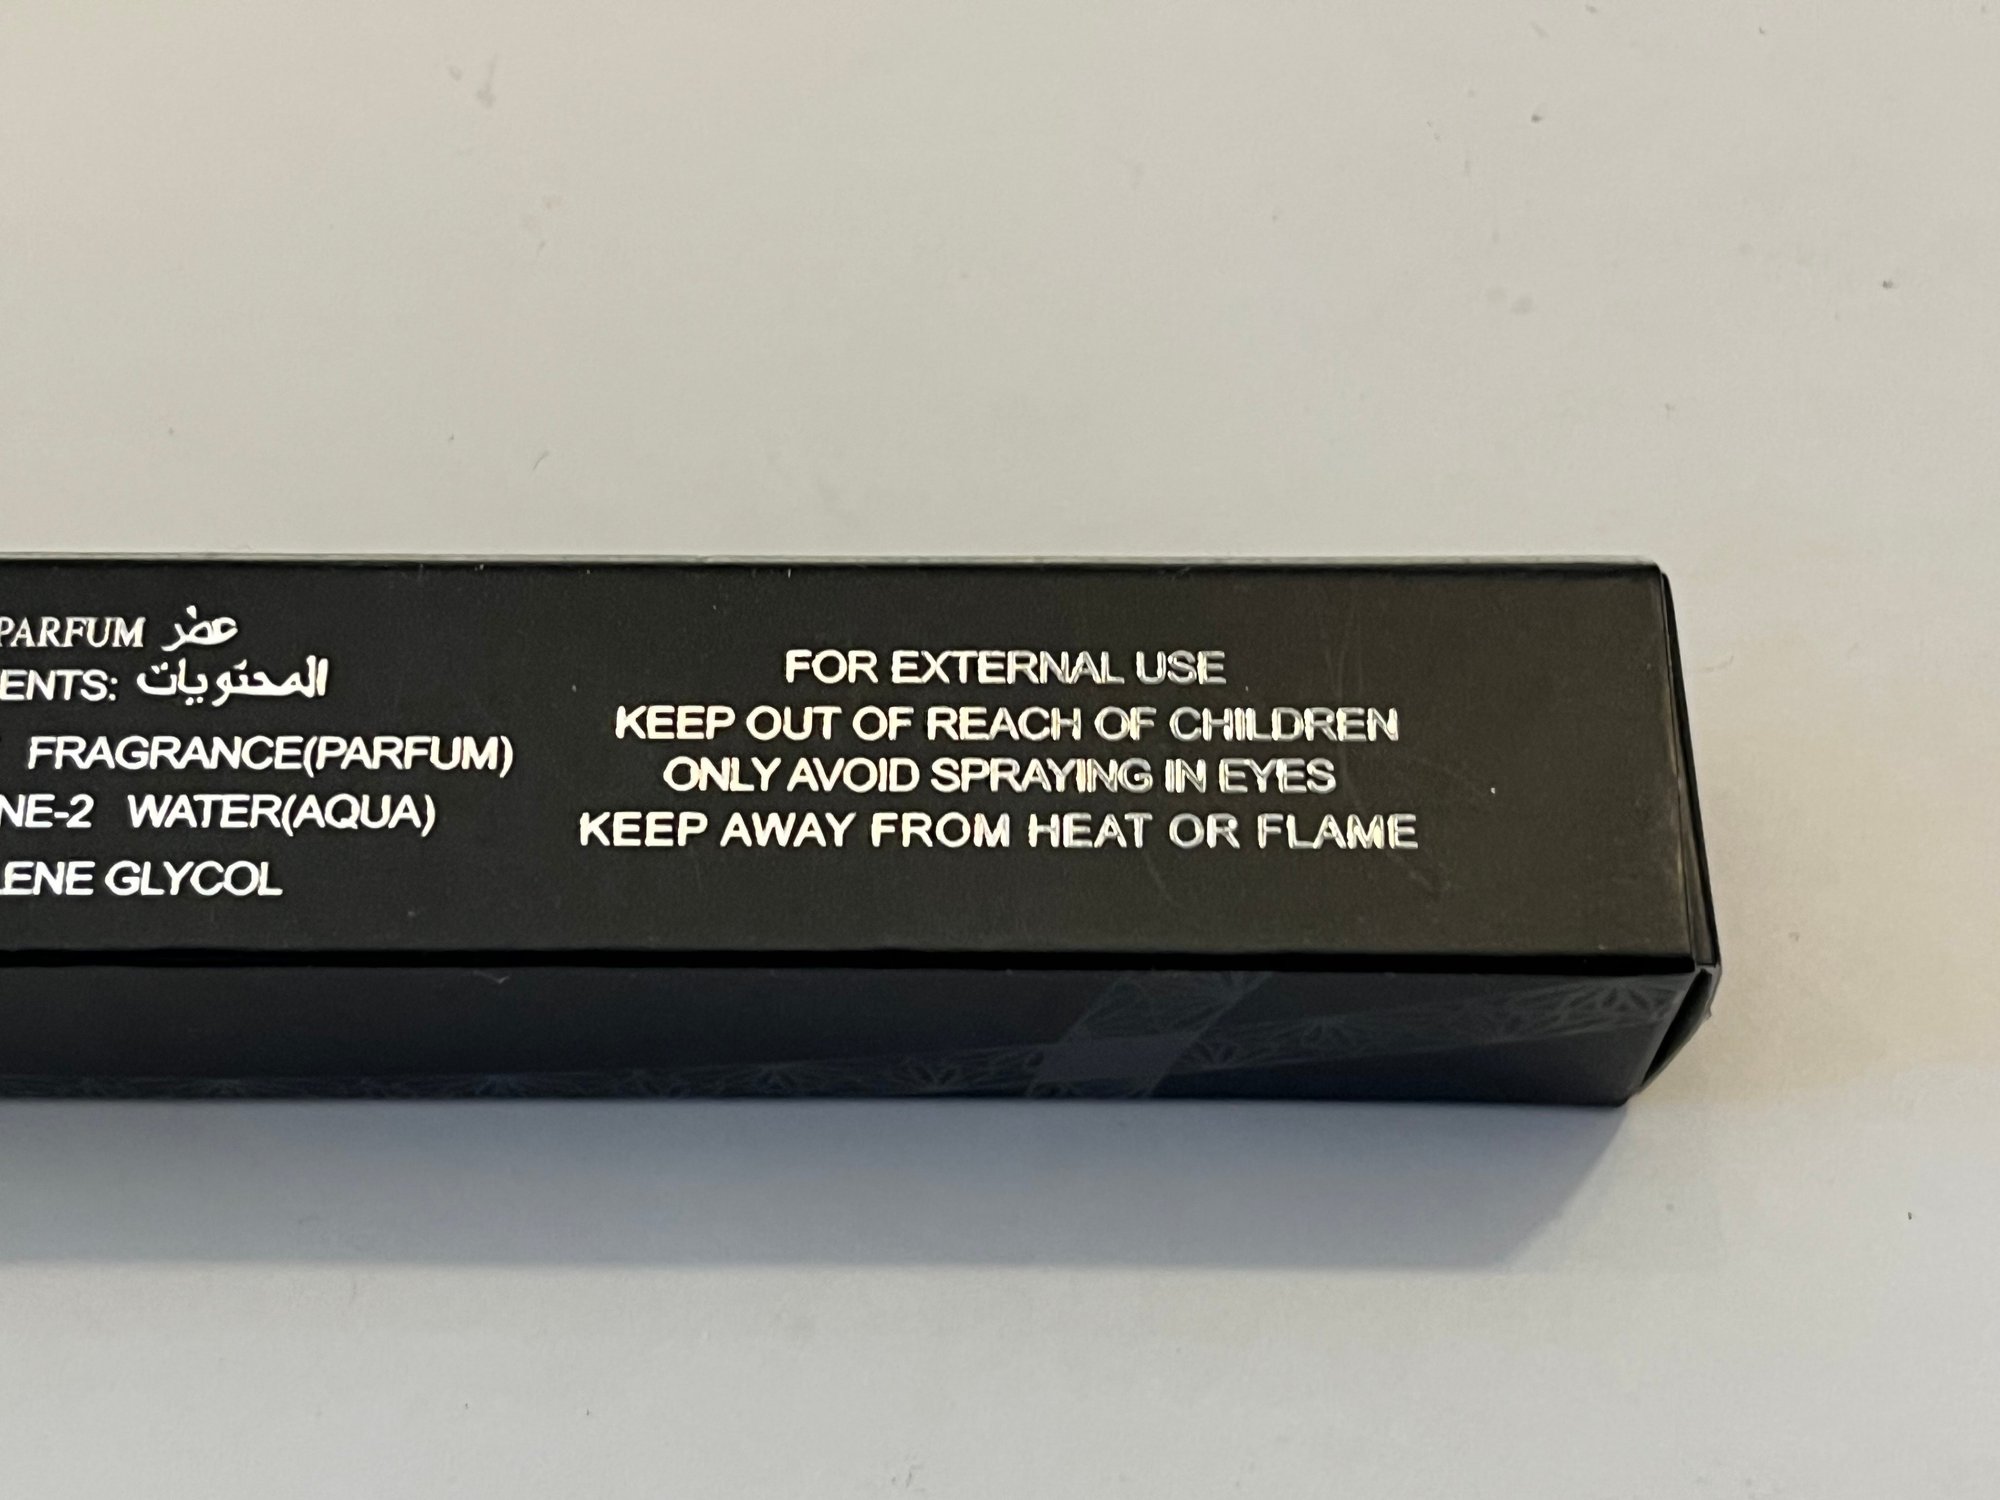 PARFUM عطر
ENTS: المحتويات
FRAGRANCE(PARFUM)
NE-2 WATER(AQUA)
LENE GLYCOL
FOR EXTERNAL USE
KEEP OUT OF REACH OF CHILDREN
ONLY AVOID SPRAYING IN EYES
KEEP AWAY FROM HEAT OR FLAME